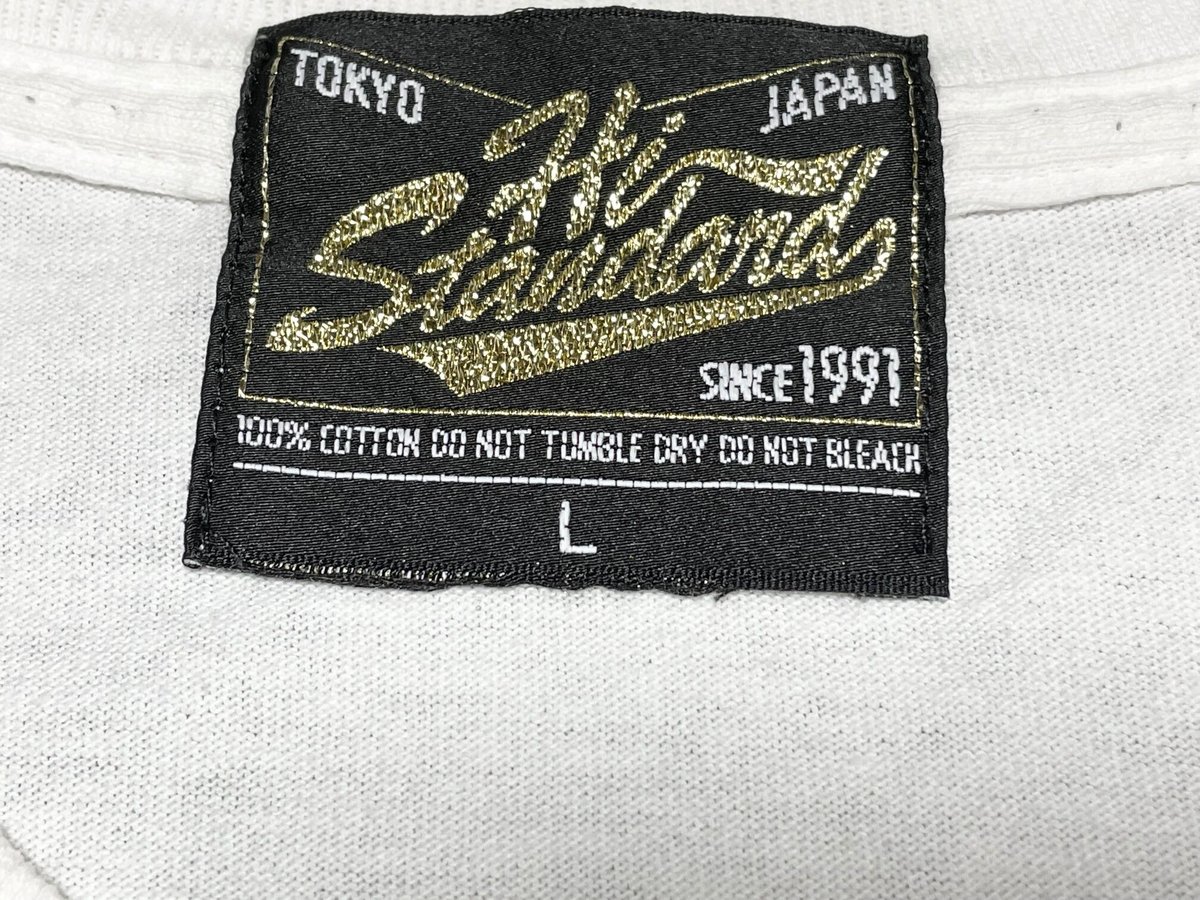 TOKYO JAPAN
Hi
Standard
SINCE 1991
100% COTTON DO NOT TUMBLE DRY DO NOT BLEACH
L